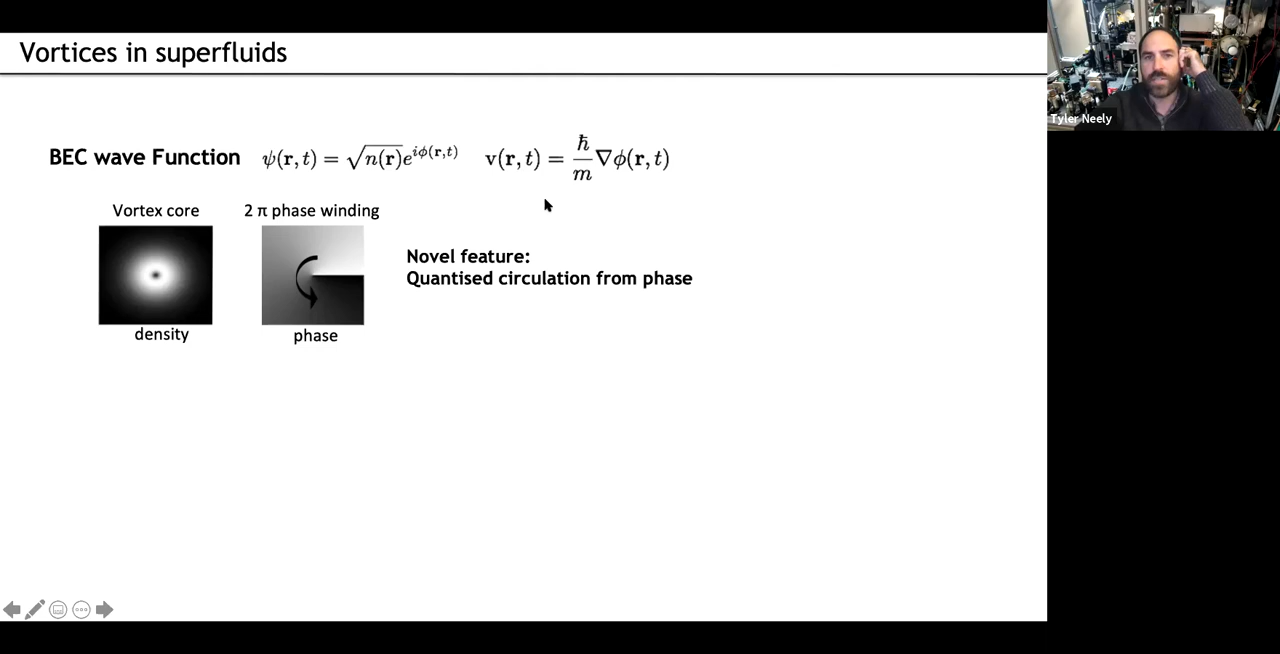 Vortices in superfluids
Tyler Neely
BEC wave Function ψ(r, t) = √n(r)e^{iϕ(r,t)} v(r, t) = ħ/m ∇ϕ(r, t)
Vortex core 2 π phase winding
Novel feature:
Quantised circulation from phase
density phase